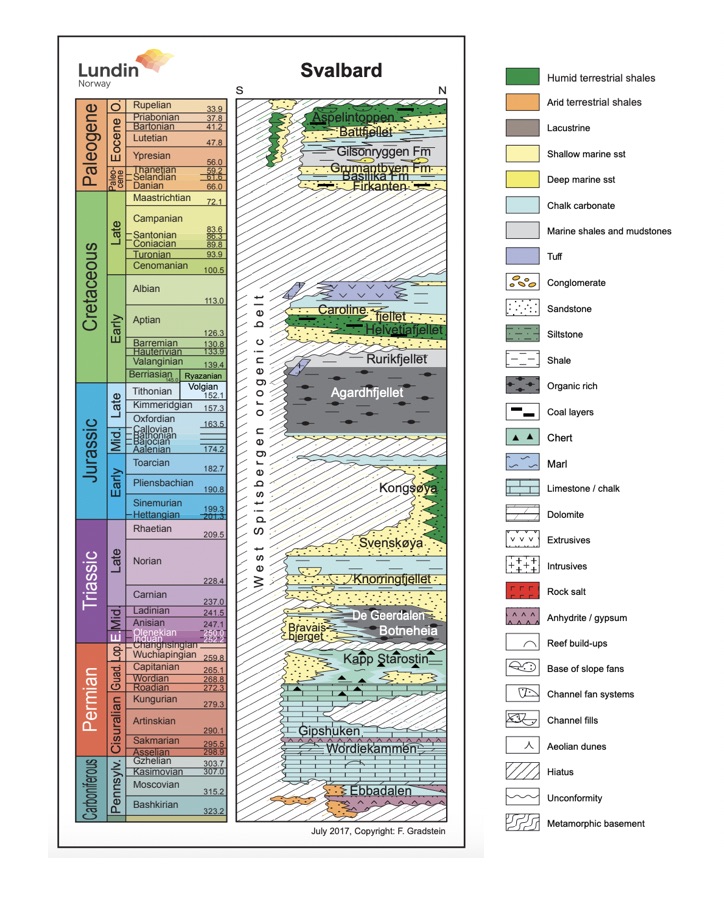 Lundin
Norway
Svalbard
S
N
Paleogene
O.
Eocene
Paleo-
cene
Rupelian 33.9
Priabonian 37.8
Bartonian 41.2
Lutetian 47.8
Ypresian 56.0
Thanetian 59.2
Selandian 61.6
Danian 66.0
Cretaceous
Late
Early
Maastrichtian 72.1
Campanian 83.6
Santonian 86.3
Coniacian 89.8
Turonian 93.9
Cenomanian 100.5
Albian 113.0
Aptian 126.3
Barremian 130.8
Hauterivian 133.9
Valanginian 139.4
Berriasian 145.0 Ryazanian
Jurassic
Late
Mid.
Early
Tithonian 152.1 Volgian
Kimmeridgian 157.3
Oxfordian 163.5
Callovian
Bathonian
Bajocian
Aalenian 174.2
Toarcian 182.7
Pliensbachian 190.8
Sinemurian 199.3
Hettangian 201.3
Triassic
Late
Mid.
E.
Rhaetian 209.5
Norian 228.4
Carnian 237.0
Ladinian 241.5
Anisian 247.1
Olenekian 250.0
Induan 252.2
Permian
Lop.
Guad.
Cisuralian
Changhsingian
Wuchiapingian 259.8
Capitanian 265.1
Wordian 268.8
Roadian 272.3
Kungurian 279.3
Artinskian 290.1
Sakmarian 295.5
Asselian 298.9
Carboniferous
Pennsylv.
Gzhelian 303.7
Kasimovian 307.0
Moscovian 315.2
Bashkirian 323.2
West Spitsbergen orogenic belt
Aspelintoppen
Battfjellet
Gilsonryggen Fm
Grumantbyen Fm
Basilika Fm
Firkanten
Caroline
fjellet
Helvetiafjellet
Rurikfjellet
Agardhfjellet
Kongsøya
Svenskøya
Knorringfjellet
De Geerdalen
Bravais-
bjerget
Botneheia
Kapp Starostin
Gipshuken
Wordiekammen
Ebbadalen
July 2017, Copyright: F. Gradstein
Humid terrestrial shales
Arid terrestrial shales
Lacustrine
Shallow marine sst
Deep marine sst
Chalk carbonate
Marine shales and mudstones
Tuff
Conglomerate
Sandstone
Siltstone
Shale
Organic rich
Coal layers
Chert
Marl
Limestone / chalk
Dolomite
Extrusives
Intrusives
Rock salt
Anhydrite / gypsum
Reef build-ups
Base of slope fans
Channel fan systems
Channel fills
Aeolian dunes
Hiatus
Unconformity
Metamorphic basement